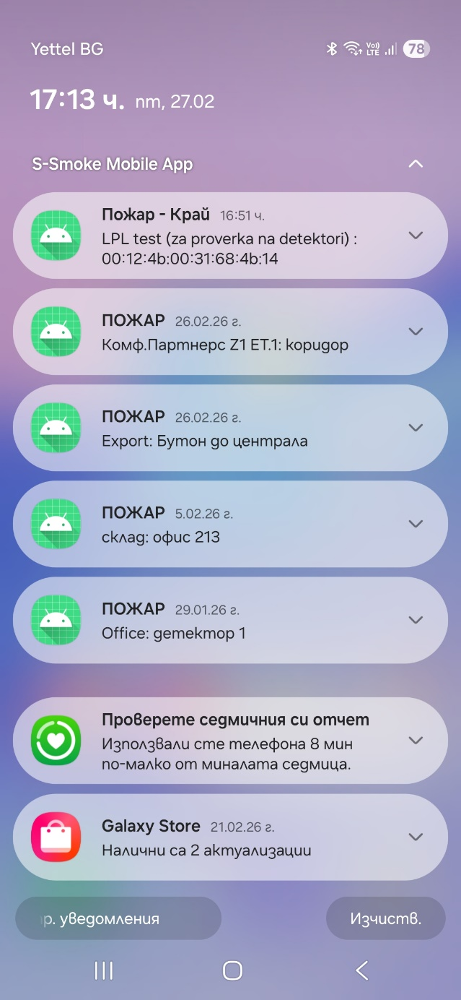 Yettel BG
Vo)) LTE
78
17:13 ч. пт, 27.02
S-Smoke Mobile App
Пожар - Край 16:51 ч.
LPL test (za proverka na detektori) :
00:12:4b:00:31:68:4b:14
ПОЖАР 26.02.26 г.
Комф.Партнерс Z1 ET.1: коридор
ПОЖАР 26.02.26 г.
Export: Бутон до централа
ПОЖАР 5.02.26 г.
склад: офис 213
ПОЖАР 29.01.26 г.
Office: детектор 1
Проверете седмичния си отчет
Използвали сте телефона 8 мин
по-малко от миналата седмица.
Galaxy Store 21.02.26 г.
Налични са 2 актуализации
р. уведомления
Изчиств.